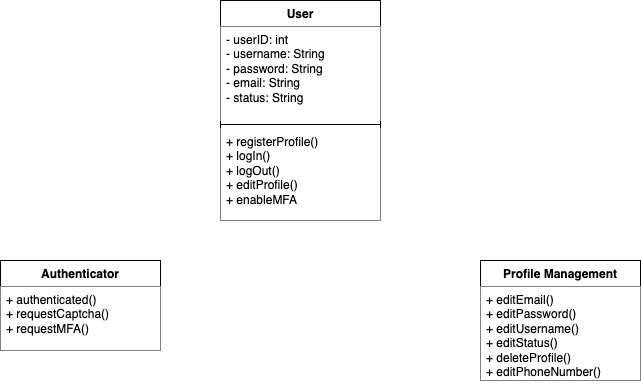 User
- userID: int
- username: String
- password: String
- email: String
- status: String
+ registerProfile()
+ logIn()
+ logOut()
+ editProfile()
+ enableMFA
Authenticator
+ authenticated()
+ requestCaptcha()
+ requestMFA()
Profile Management
+ editEmail()
+ editPassword()
+ editUsername()
+ editStatus()
+ deleteProfile()
+ editPhoneNumber()